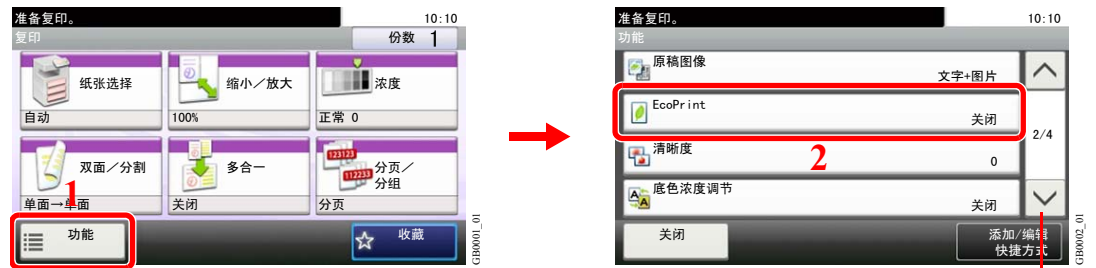 准备复印。 10:10
复印 份数 1
纸张选择 缩小／放大 浓度
自动 100% 正常 0
双面／分割 多合一 123123 112233 分页／
分组
1
单面→单面 关闭 分页
功能 收藏
GB0001_01
准备复印。 10:10
功能
原稿图像
文字+图片
EcoPrint
关闭
2/4
清晰度
2 0
底色浓度调节
关闭
关闭 添加/编辑
快捷方式
GB0002_01